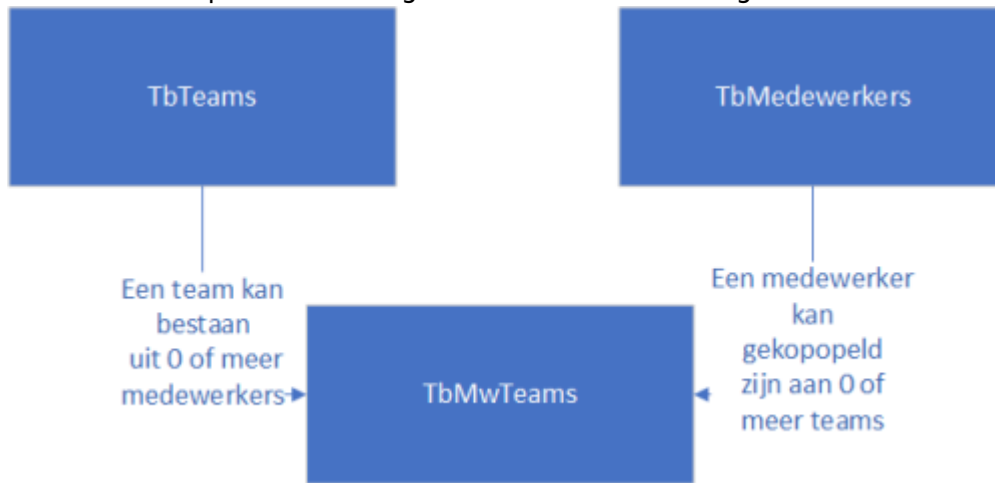 TbTeams
TbMedewerkers
Een team kan
bestaan
uit 0 of meer
medewerkers
Een medewerker
kan
gekopopeld
zijn aan 0 of
meer teams
TbMwTeams